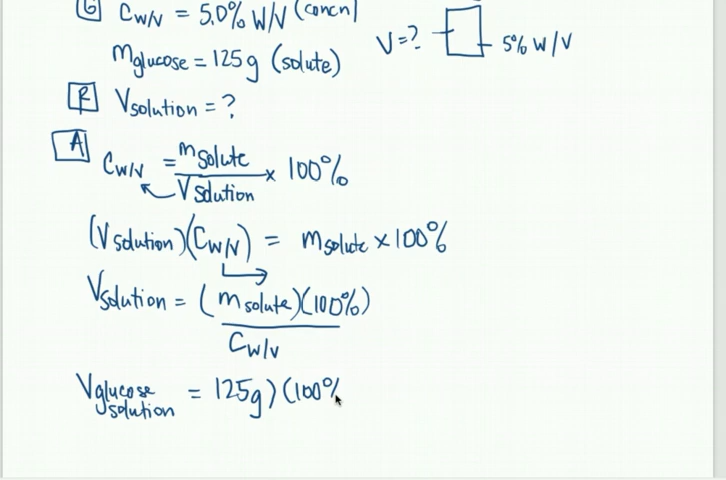 G C W/V = 5.0% W/V (concn)
V=? 5% W/V
m glucose = 125g (solute)
R V solution = ?
A C W/V = m solute / V solution x 100%
(V solution)(C W/V) = m solute x 100%
V solution = (m solute)(100%) / C W/V
V glucose solution = 125g)(100%